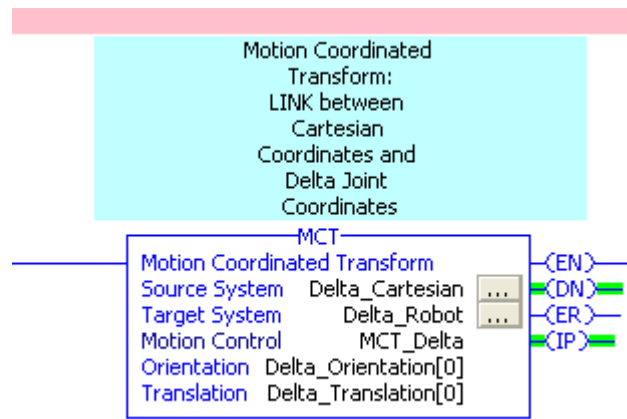 Motion Coordinated
Transform:
LINK between
Cartesian
Coordinates and
Delta Joint
Coordinates
MCT
Motion Coordinated Transform (EN)
Source System Delta_Cartesian ... (DN)
Target System Delta_Robot ... (ER)
Motion Control MCT_Delta (IP)
Orientation Delta_Orientation[0]
Translation Delta_Translation[0]